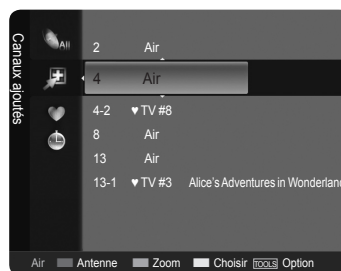 Canaux ajoutés
All
2 Air
4 Air
4-2 ♥ TV #8
8 Air
13 Air
13-1 ♥ TV #3 Alice's Adventures in Wonderland
Air Antenne Zoom Choisir TOOLS Option